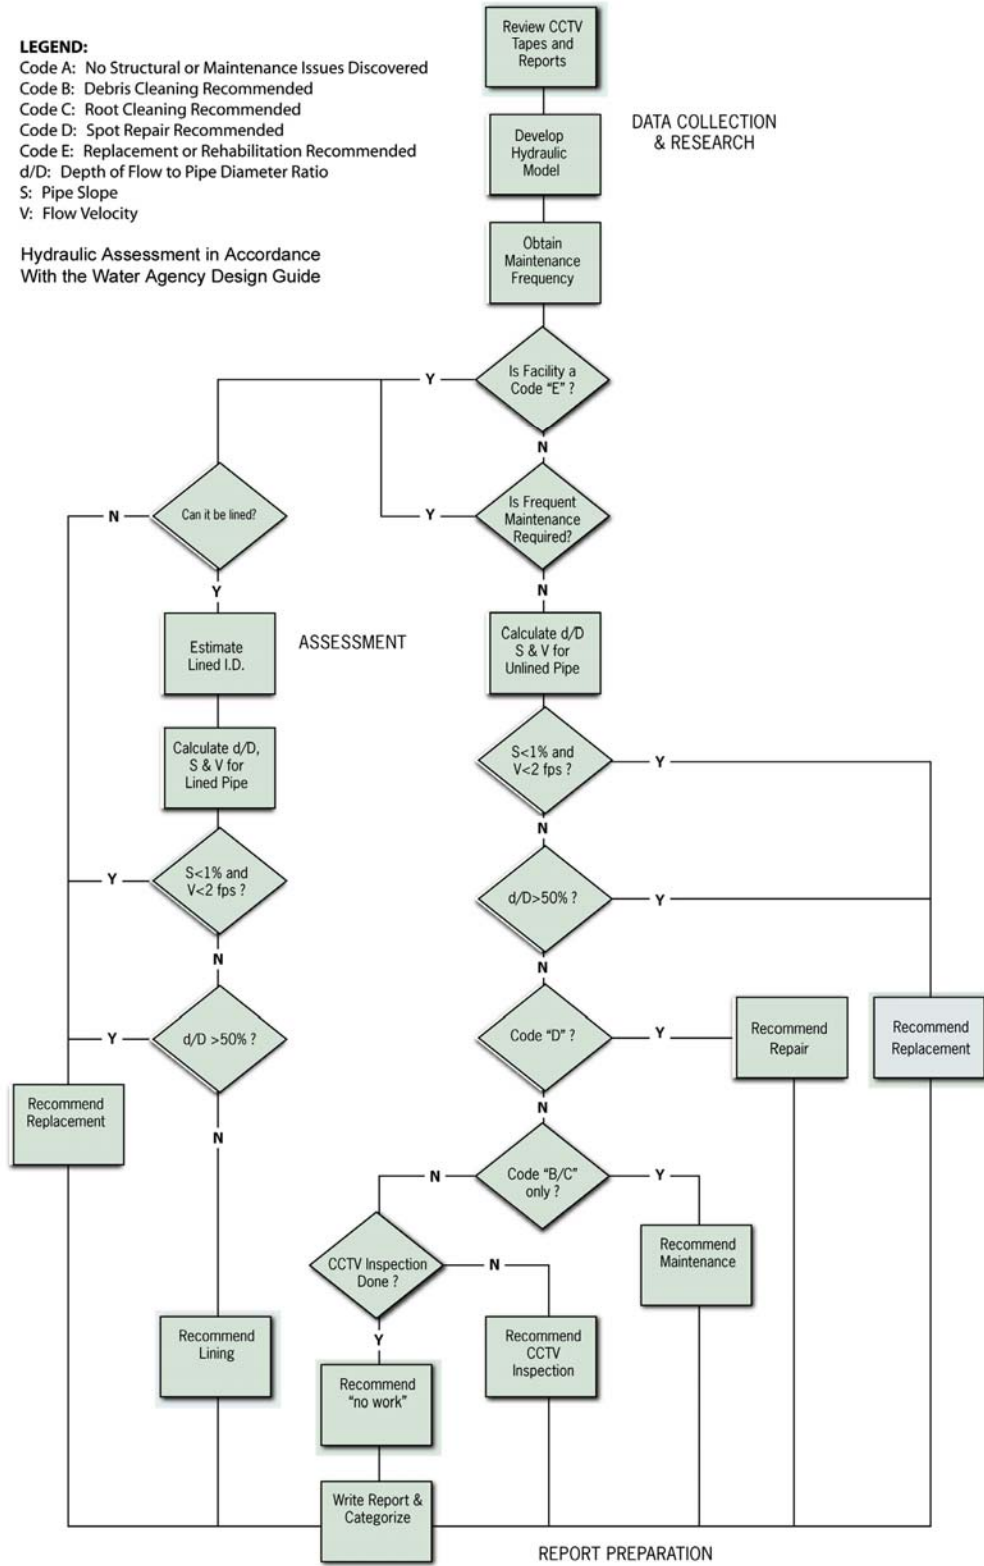 LEGEND:
Code A: No Structural or Maintenance Issues Discovered
Code B: Debris Cleaning Recommended
Code C: Root Cleaning Recommended
Code D: Spot Repair Recommended
Code E: Replacement or Rehabilitation Recommended
d/D: Depth of Flow to Pipe Diameter Ratio
S: Pipe Slope
V: Flow Velocity
Hydraulic Assessment in Accordance
With the Water Agency Design Guide
Review CCTV
Tapes and
Reports
DATA COLLECTION
& RESEARCH
Develop
Hydraulic
Model
Obtain
Maintenance
Frequency
Is Facility a
Code "E" ?
Y
N
Can it be lined?
N
Y
Is Frequent
Maintenance
Required?
Y
N
Estimate
Lined I.D.
ASSESSMENT
Calculate d/D
S & V for
Unlined Pipe
Calculate d/D,
S & V for
Lined Pipe
S<1% and
V<2 fps ?
Y
N
S<1% and
V<2 fps ?
Y
N
d/D>50% ?
Y
N
d/D >50% ?
Y
N
Code "D" ?
Y
N
Recommend
Repair
Recommend
Replacement
Recommend
Replacement
Code "B/C"
only ?
N
Y
CCTV Inspection
Done ?
N
Y
Recommend
Maintenance
Recommend
Lining
Recommend
CCTV
Inspection
Recommend
"no work"
Write Report &
Categorize
REPORT PREPARATION